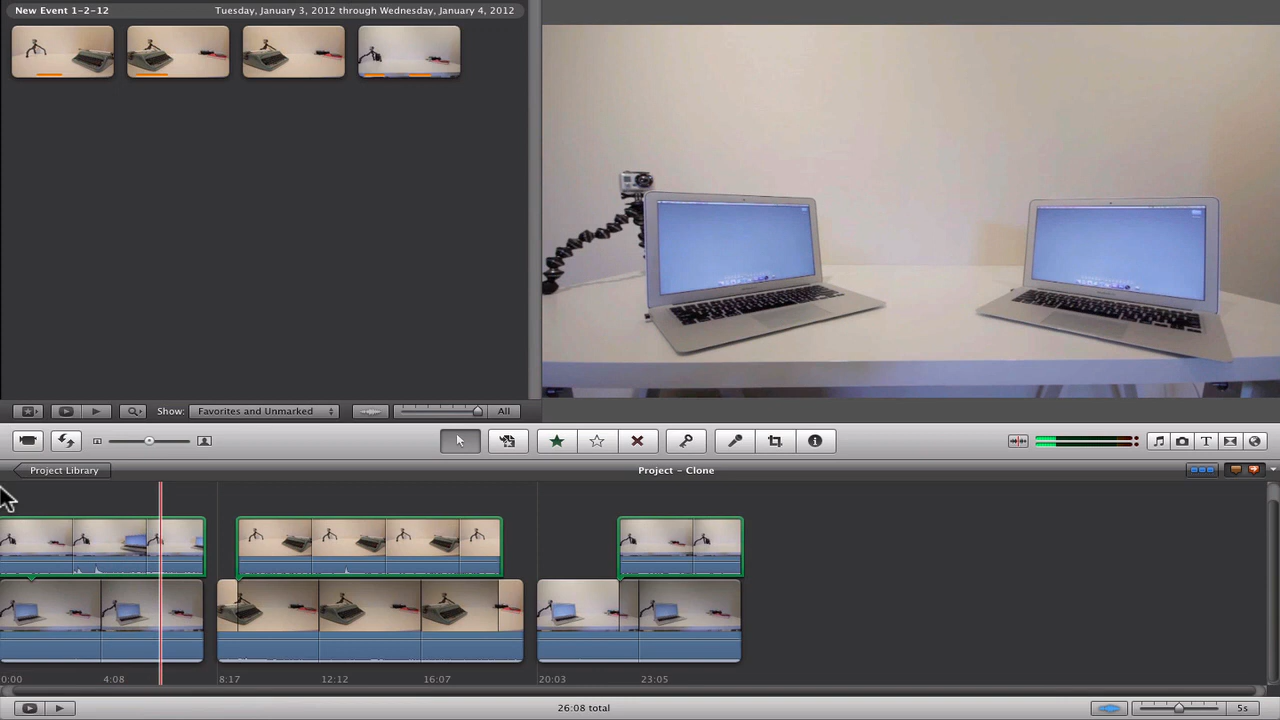 New Event 1-2-12
Tuesday, January 3, 2012 through Wednesday, January 4, 2012
Show: Favorites and Unmarked All
Project Library
Project – Clone
0:00 4:08 8:17 12:12 16:07 20:03 23:05
26:08 total
5s